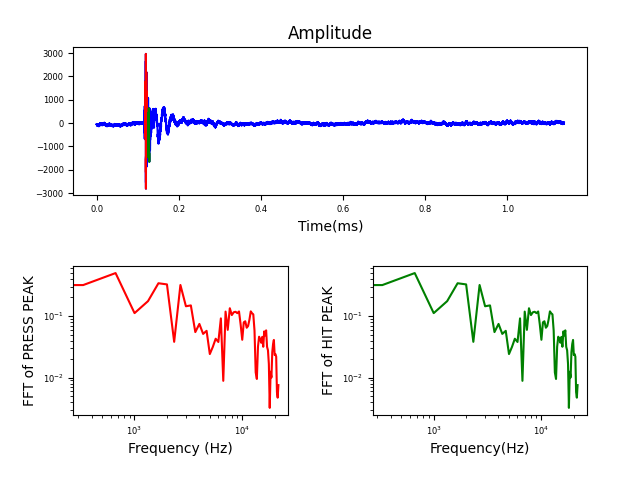 Amplitude
3000
2000
1000
0
−1000
−2000
−3000
0.0 0.2 0.4 0.6 0.8 1.0
Time(ms)
FFT of PRESS PEAK
10⁻¹
10⁻²
10³ 10⁴
Frequency (Hz)
FFT of HIT PEAK
10⁻¹
10⁻²
10³ 10⁴
Frequency(Hz)